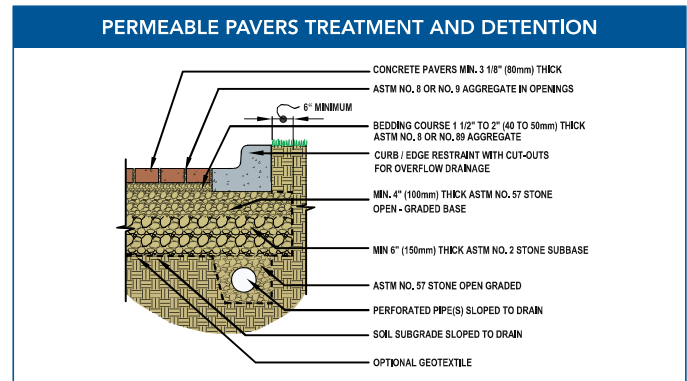 PERMEABLE PAVERS TREATMENT AND DETENTION
CONCRETE PAVERS MIN. 3 1/8" (80mm) THICK
ASTM NO. 8 OR NO. 9 AGGREGATE IN OPENINGS
6" MINIMUM
BEDDING COURSE 1 1/2" TO 2" (40 TO 50mm) THICK
ASTM NO. 8 OR NO. 89 AGGREGATE
CURB / EDGE RESTRAINT WITH CUT-OUTS
FOR OVERFLOW DRAINAGE
MIN. 4" (100mm) THICK ASTM NO. 57 STONE
OPEN - GRADED BASE
MIN 6" (150mm) THICK ASTM NO. 2 STONE SUBBASE
ASTM NO. 57 STONE OPEN GRADED
PERFORATED PIPE(S) SLOPED TO DRAIN
SOIL SUBGRADE SLOPED TO DRAIN
OPTIONAL GEOTEXTILE